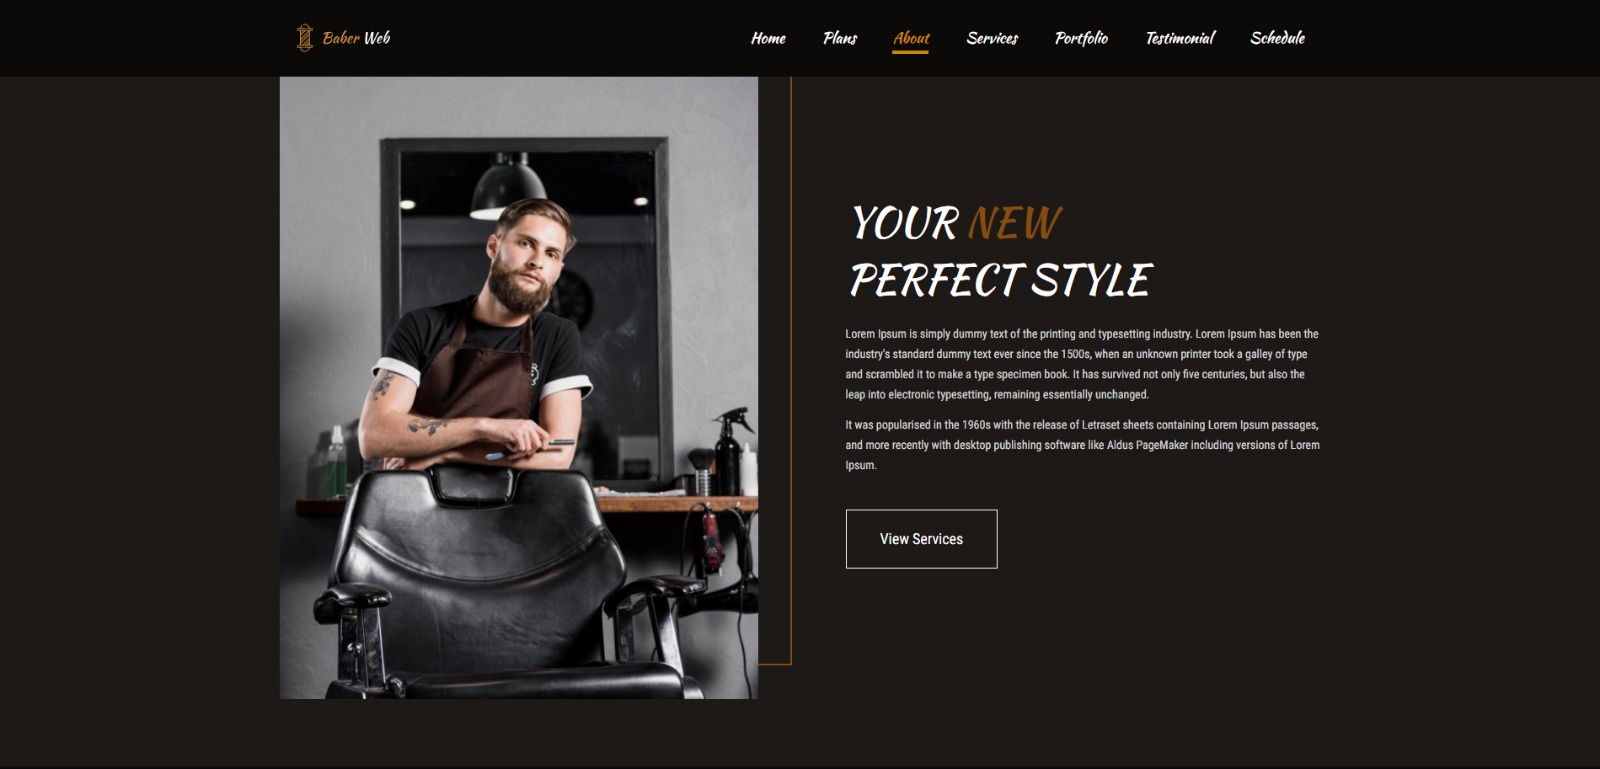 Baber Web
Home Plans About Services Portfolio Testimonial Schedule
YOUR NEW
PERFECT STYLE
Lorem Ipsum is simply dummy text of the printing and typesetting industry. Lorem Ipsum has been the
industry's standard dummy text ever since the 1500s, when an unknown printer took a galley of type
and scrambled it to make a type specimen book. It has survived not only five centuries, but also the
leap into electronic typesetting, remaining essentially unchanged.
It was popularised in the 1960s with the release of Letraset sheets containing Lorem Ipsum passages,
and more recently with desktop publishing software like Aldus PageMaker including versions of Lorem
Ipsum.
View Services